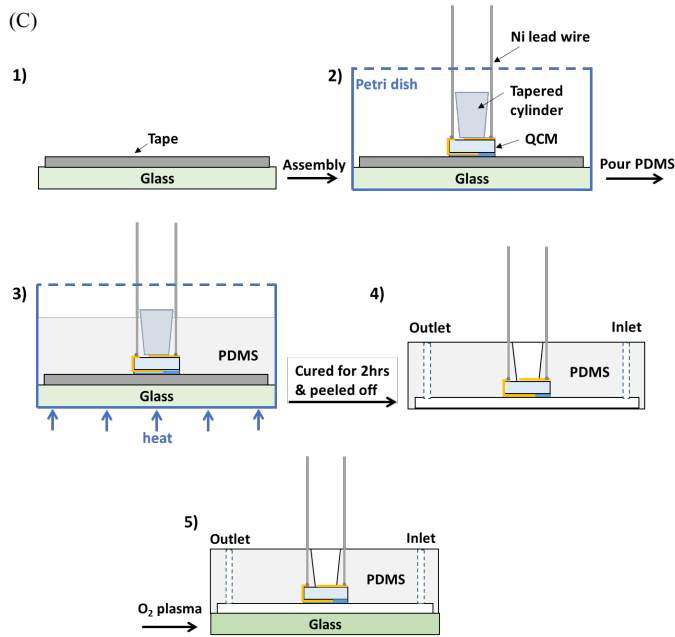 (C)
1)
Tape
Glass
Assembly
2)
Petri dish
Ni lead wire
Tapered
cylinder
QCM
Glass
Pour PDMS
3)
PDMS
Glass
heat
Cured for 2hrs
& peeled off
4)
Outlet
Inlet
PDMS
5)
Outlet
Inlet
PDMS
O₂ plasma
Glass